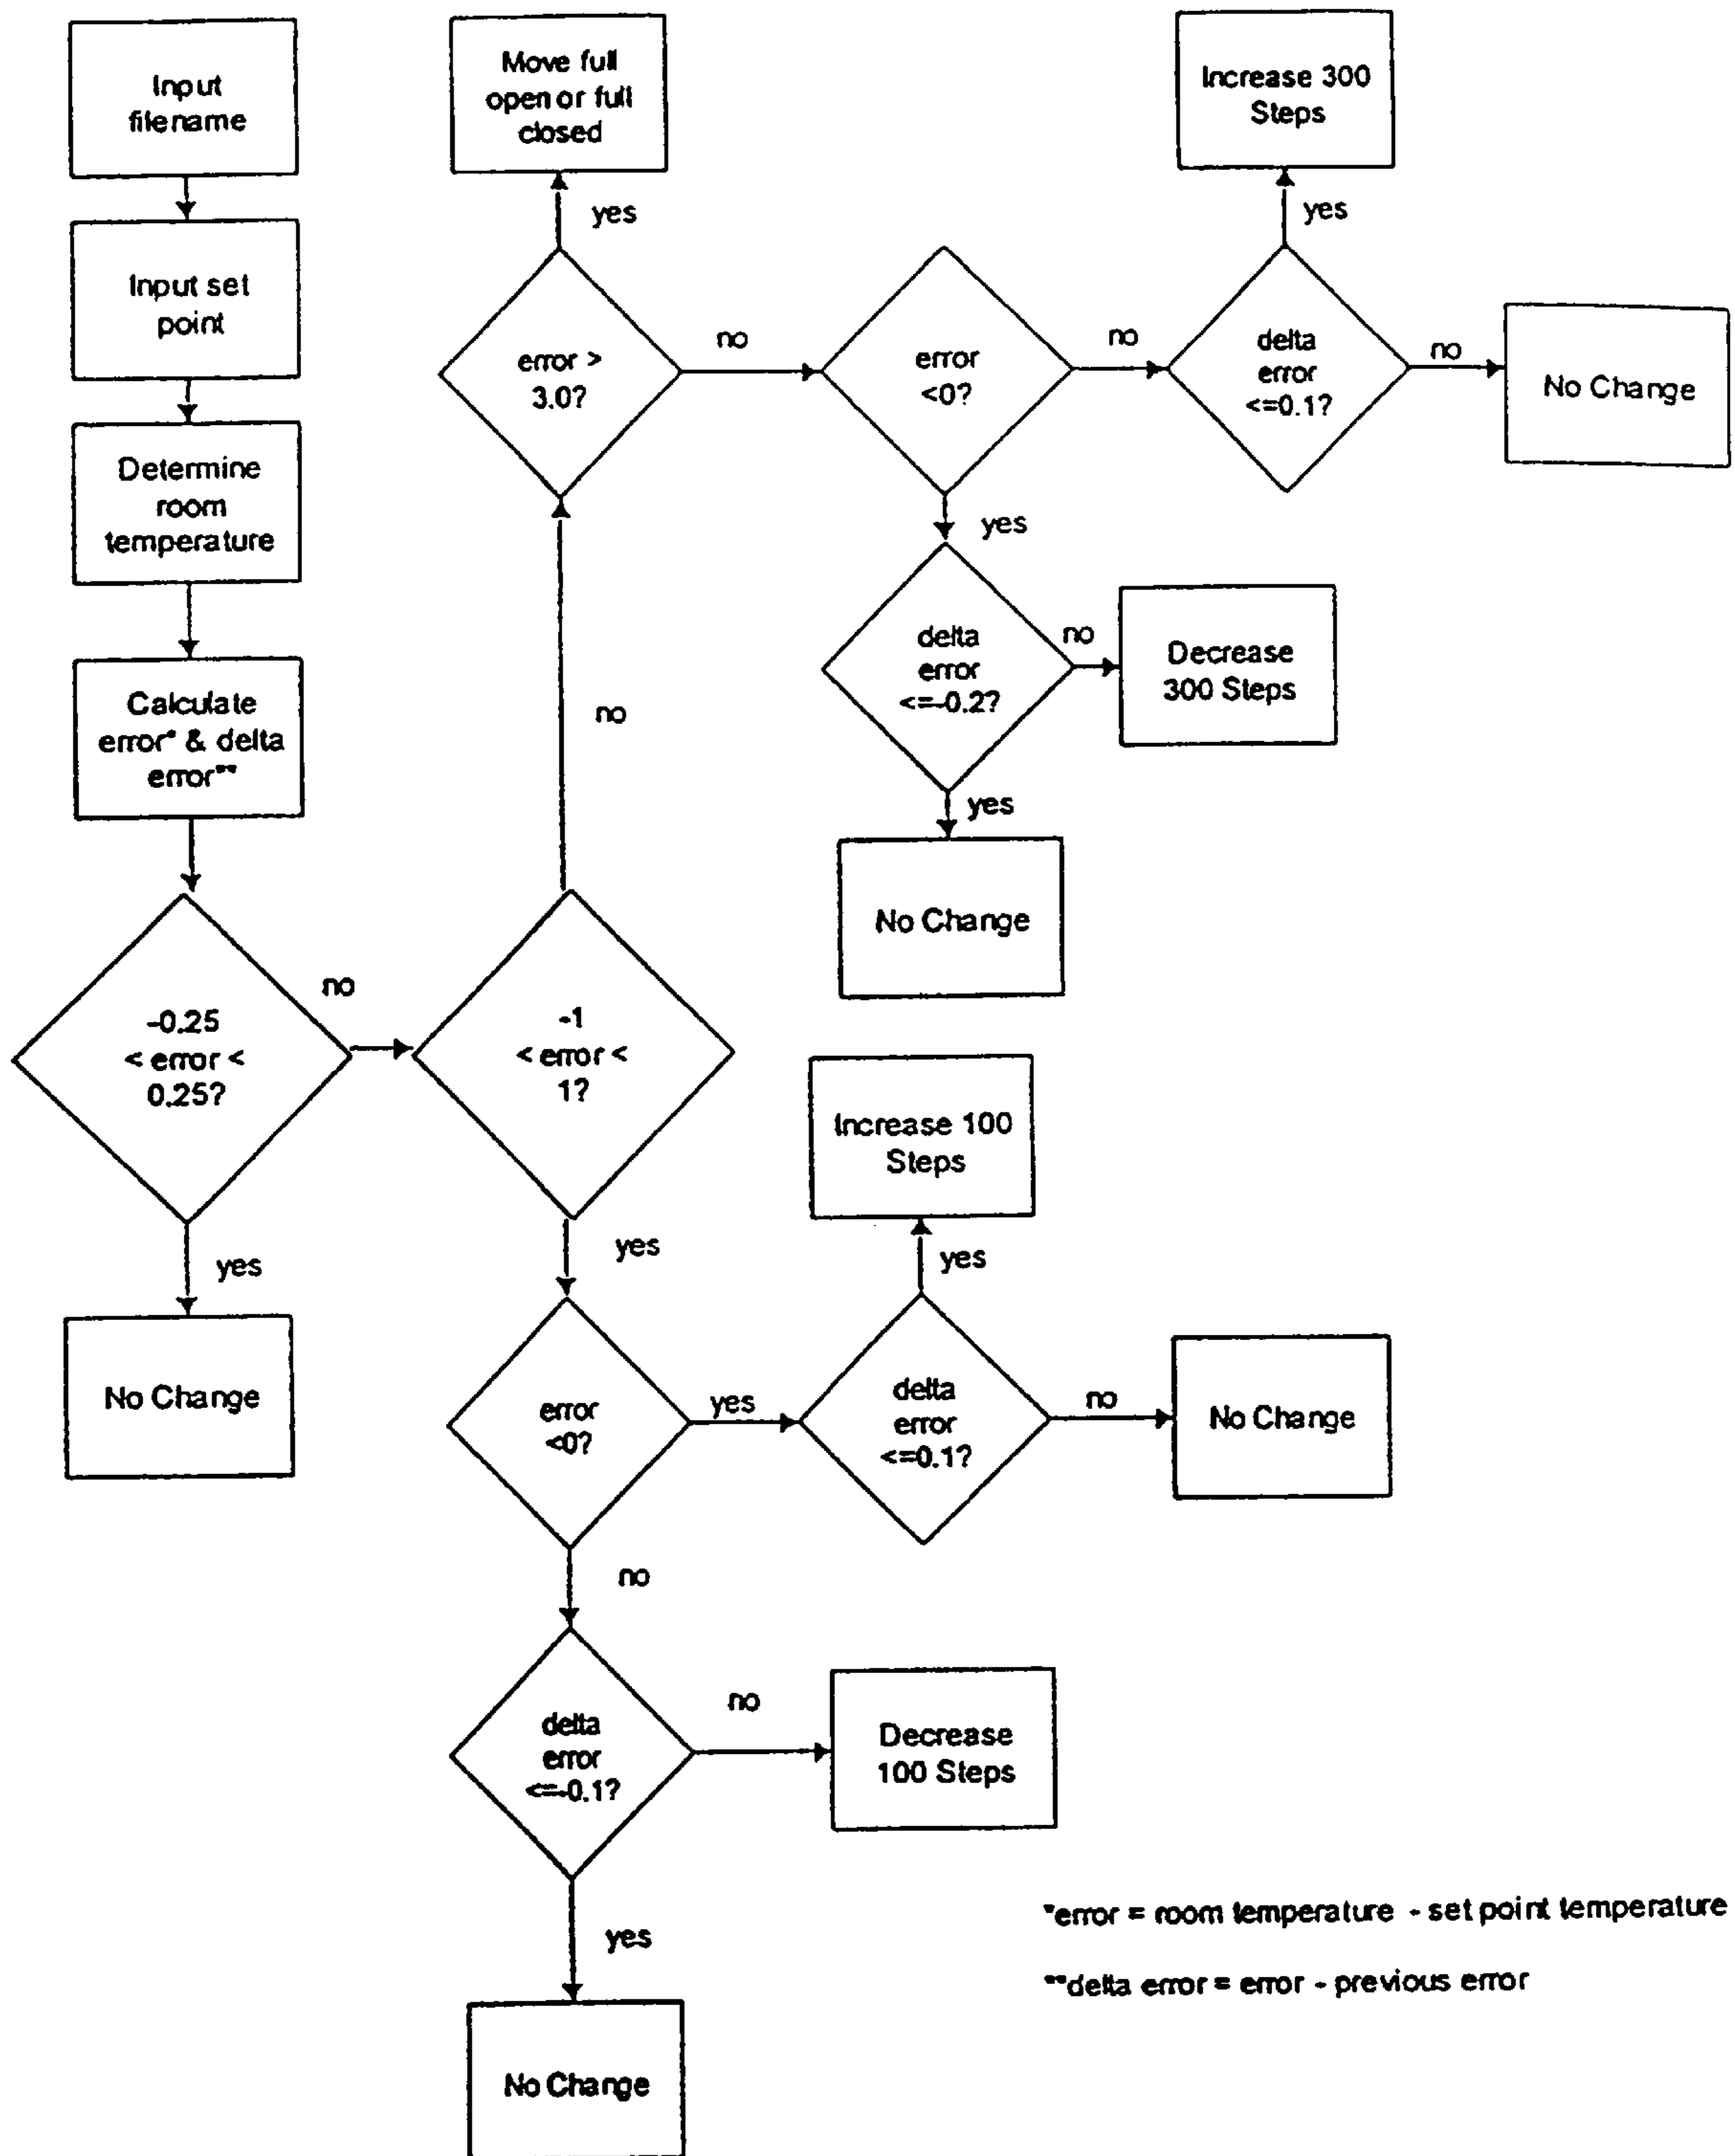 Input
filename
Input set
point
Determine
room
temperature
Calculate
error* & delta
error**
-0.25
< error <
0.25?
no
yes
No Change
-1
< error <
1?
no
yes
error >
3.0?
yes
Move full
open or full
closed
no
error
<0?
no
yes
delta
error
<=0.1?
yes
Increase 300
Steps
no
No Change
delta
error
<=-0.2?
no
Decrease
300 Steps
yes
No Change
error
<0?
yes
delta
error
<=0.1?
yes
Increase 100
Steps
no
No Change
no
delta
error
<=-0.1?
no
Decrease
100 Steps
yes
No Change
*error = room temperature - set point temperature
**delta error = error - previous error